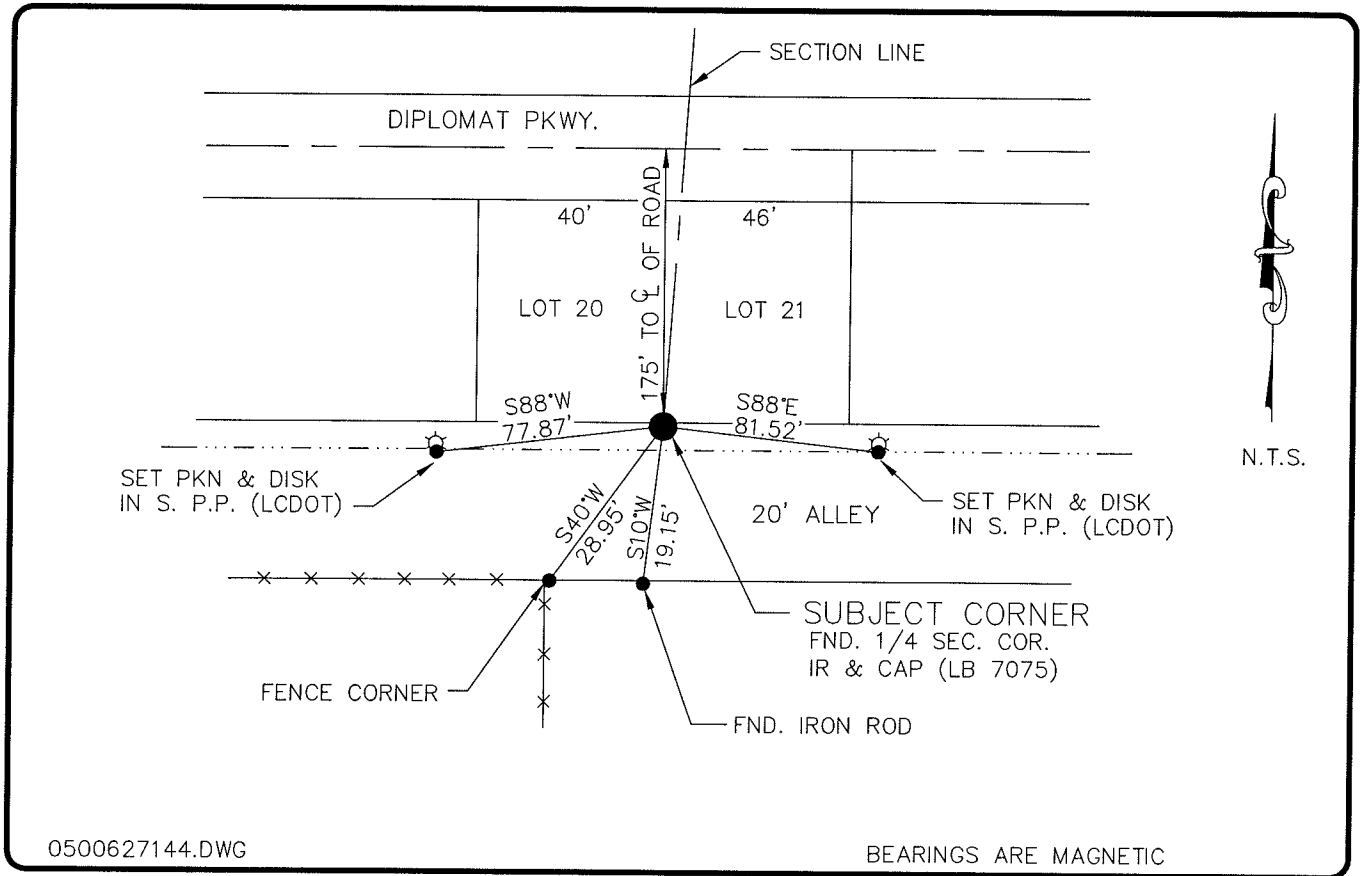 SECTION LINE
DIPLOMAT PKWY.
40'
46'
175' TO ℄ OF ROAD
LOT 20
LOT 21
S88°W
77.87'
S88°E
81.52'
N.T.S.
SET PKN & DISK
IN S. P.P. (LCDOT)
SET PKN & DISK
IN S. P.P. (LCDOT)
20' ALLEY
S40°W
28.95'
S10°W
19.15'
SUBJECT CORNER
FND. 1/4 SEC. COR.
IR & CAP (LB 7075)
FENCE CORNER
FND. IRON ROD
0500627144.DWG
BEARINGS ARE MAGNETIC